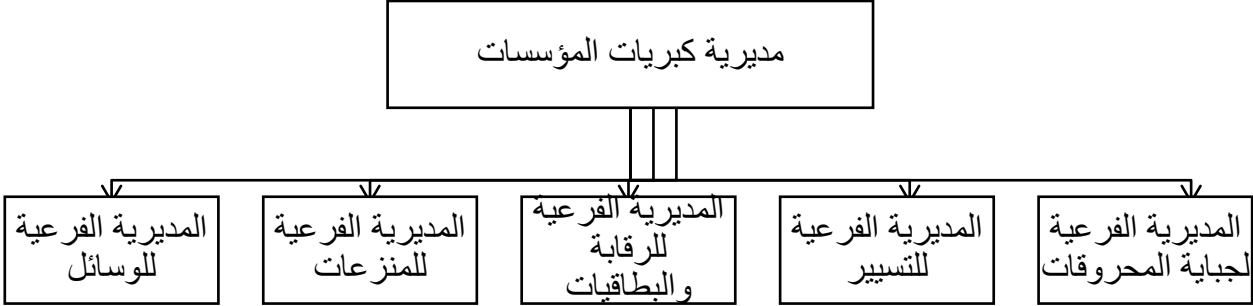 مديرية كبريات المؤسسات
المديرية الفرعية
لجباية المحروقات
المديرية الفرعية
للتسيير
المديرية الفرعية
للرقابة
والبطاقيات
المديرية الفرعية
للمنزعات
المديرية الفرعية
للوسائل